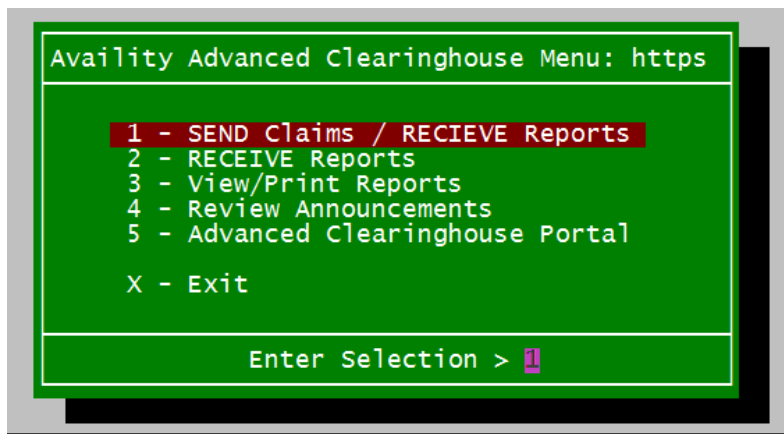 Availity Advanced Clearinghouse Menu: https
1 - SEND Claims / RECIEVE Reports
2 - RECEIVE Reports
3 - View/Print Reports
4 - Review Announcements
5 - Advanced Clearinghouse Portal
X - Exit
Enter Selection > 1